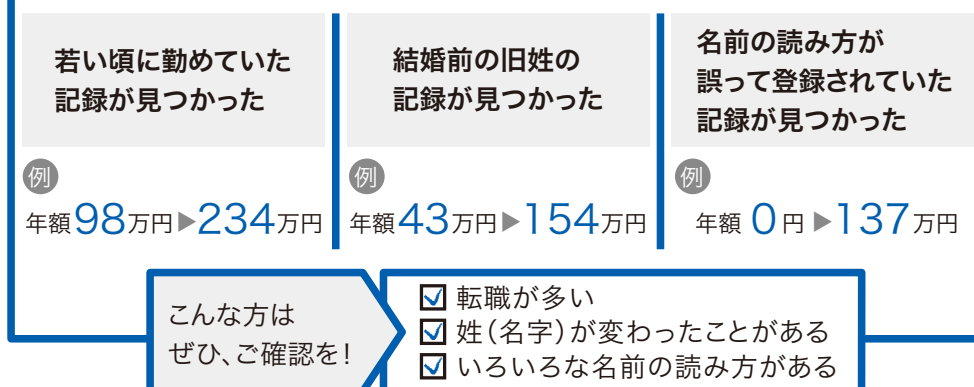 若い頃に勤めていた
記録が見つかった
例
年額98万円▶234万円
結婚前の旧姓の
記録が見つかった
例
年額43万円▶154万円
名前の読み方が
誤って登録されていた
記録が見つかった
例
年額 0円▶137万円
こんな方は
ぜひ、ご確認を!
転職が多い
姓(名字)が変わったことがある
いろいろな名前の読み方がある